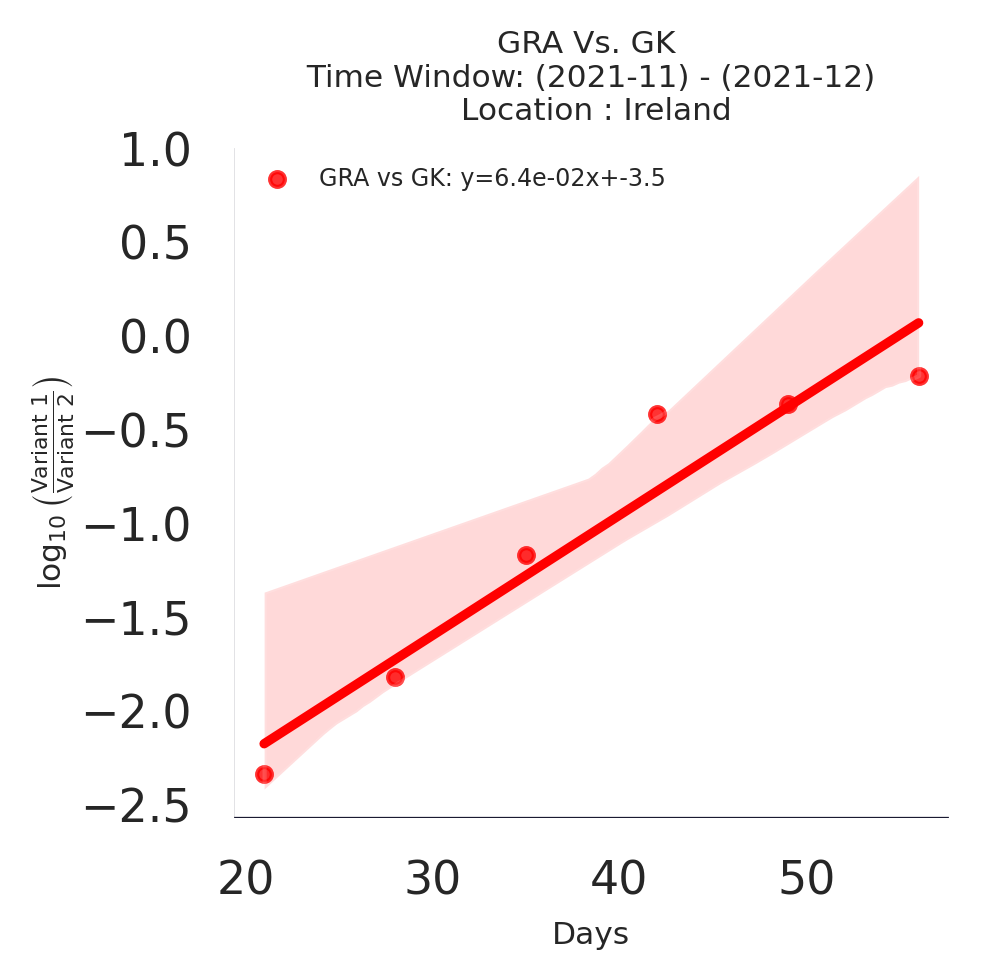 GRA Vs. GK
Time Window: (2021-11) - (2021-12)
Location : Ireland
GRA vs GK: y=6.4e-02x+-3.5
1.0
0.5
0.0
−0.5
−1.0
−1.5
−2.0
−2.5
log10 (Variant 1 / Variant 2)
20 30 40 50
Days